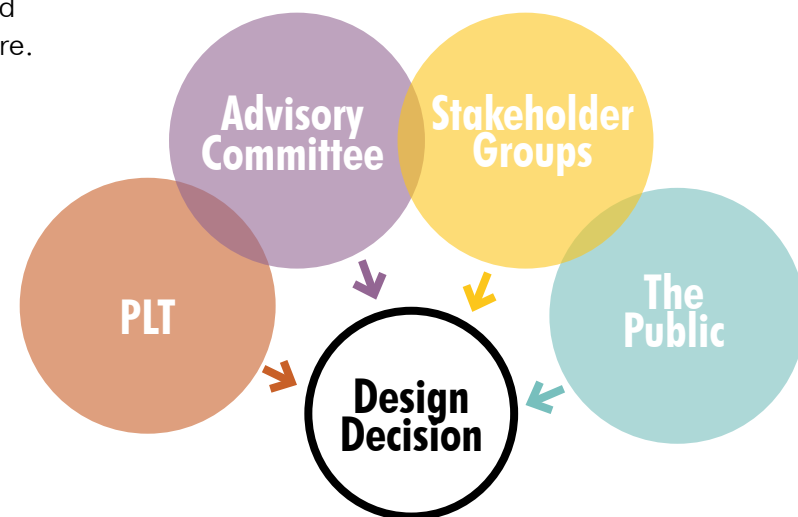 d
re.
Advisory
Committee
Stakeholder
Groups
PLT
The
Public
Design
Decision